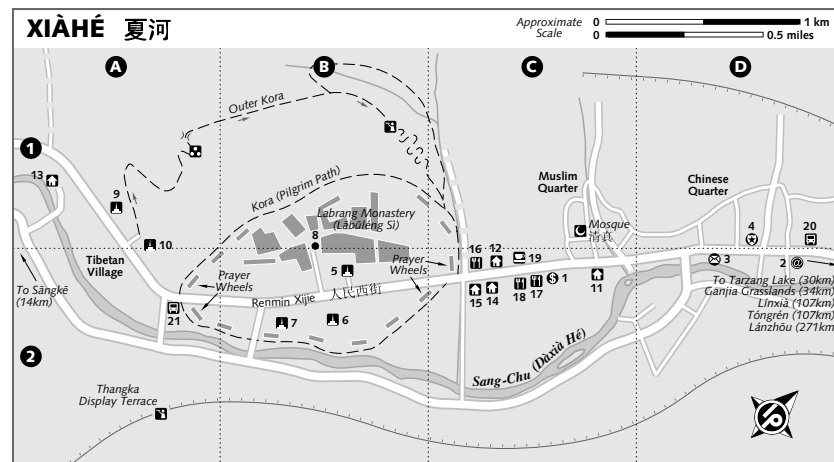 XIÀHÉ 夏河
Approximate Scale
0 1 km
0 0.5 miles
A
B
C
D
1
2
Outer Kora
Kora (Pilgrim Path)
13
9
10
8
Labrang Monastery
(Lābǔlèng Sì)
Muslim
Quarter
Chinese
Quarter
Mosque
清真
4
20
16
12
19
3
2
Tibetan
Village
To Sāngkē
(14km)
Prayer
Wheels
5
Prayer
Wheels
Renmin Xijie 人民西街
21
7
6
15
14
18
17
1
11
To Tarzang Lake (30km)
Ganjia Grasslands (34km)
Línxià (107km)
Tóngrén (107km)
Lánzhōu (271km)
Sang-Chu (Dàxià Hé)
Thangka
Display Terrace